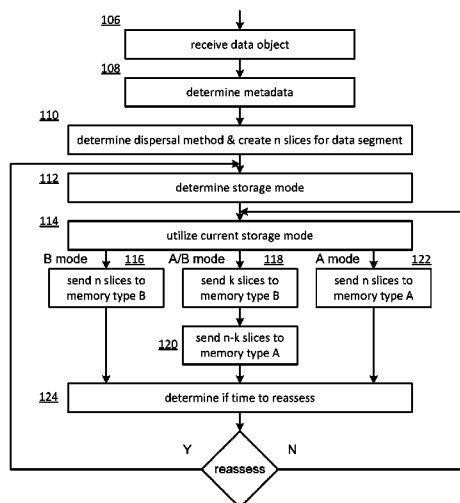 106
receive data object
108
determine metadata
110
determine dispersal method & create n slices for data segment
112
determine storage mode
114
utilize current storage mode
B mode
116
A/B mode
118
A mode
122
send n slices to
memory type B
send k slices to
memory type B
send n slices to
memory type A
120
send n-k slices to
memory type A
124
determine if time to reassess
Y
N
reassess